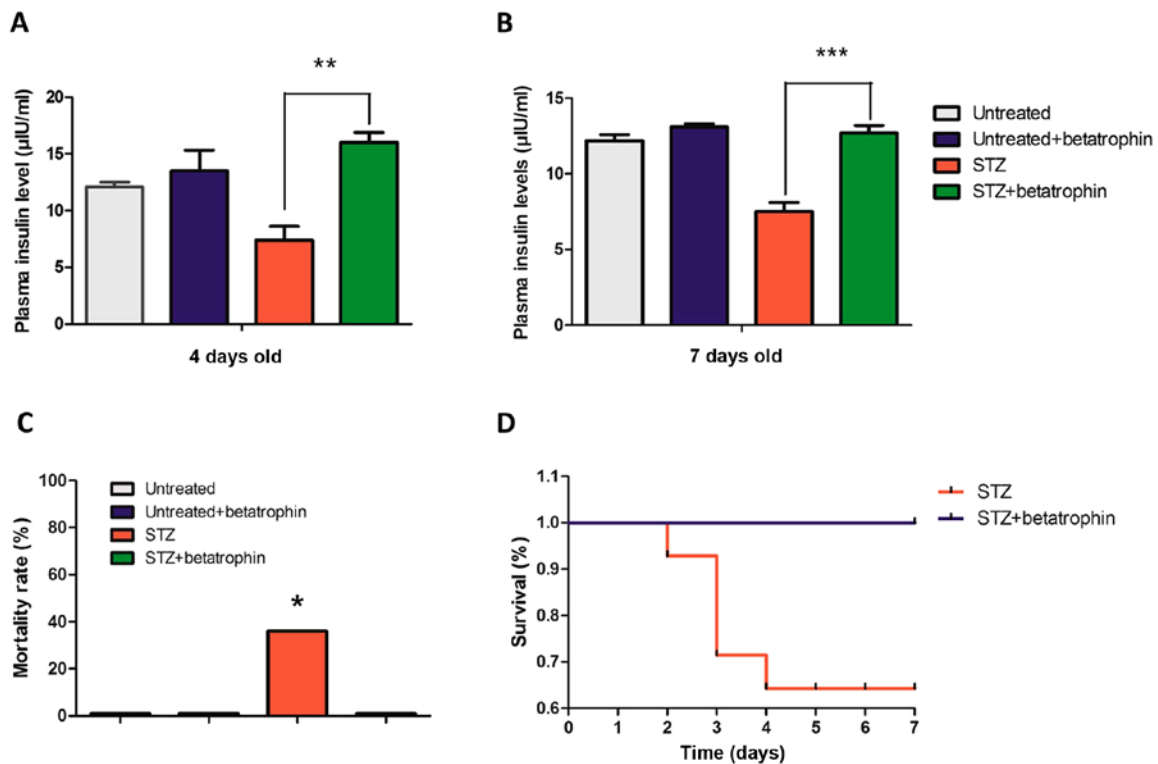 A
**
Plasma insulin level (µIU/ml)
20
15
10
5
0
4 days old
B
***
Plasma insulin levels (µIU/ml)
15
10
5
0
7 days old
Untreated
Untreated+betatrophin
STZ
STZ+betatrophin
C
Mortality rate (%)
100
80
60
40
20
0
Untreated
Untreated+betatrophin
STZ
STZ+betatrophin
*
D
Survival (%)
1.1
1.0
0.9
0.8
0.7
0.6
0 1 2 3 4 5 6 7
Time (days)
STZ
STZ+betatrophin